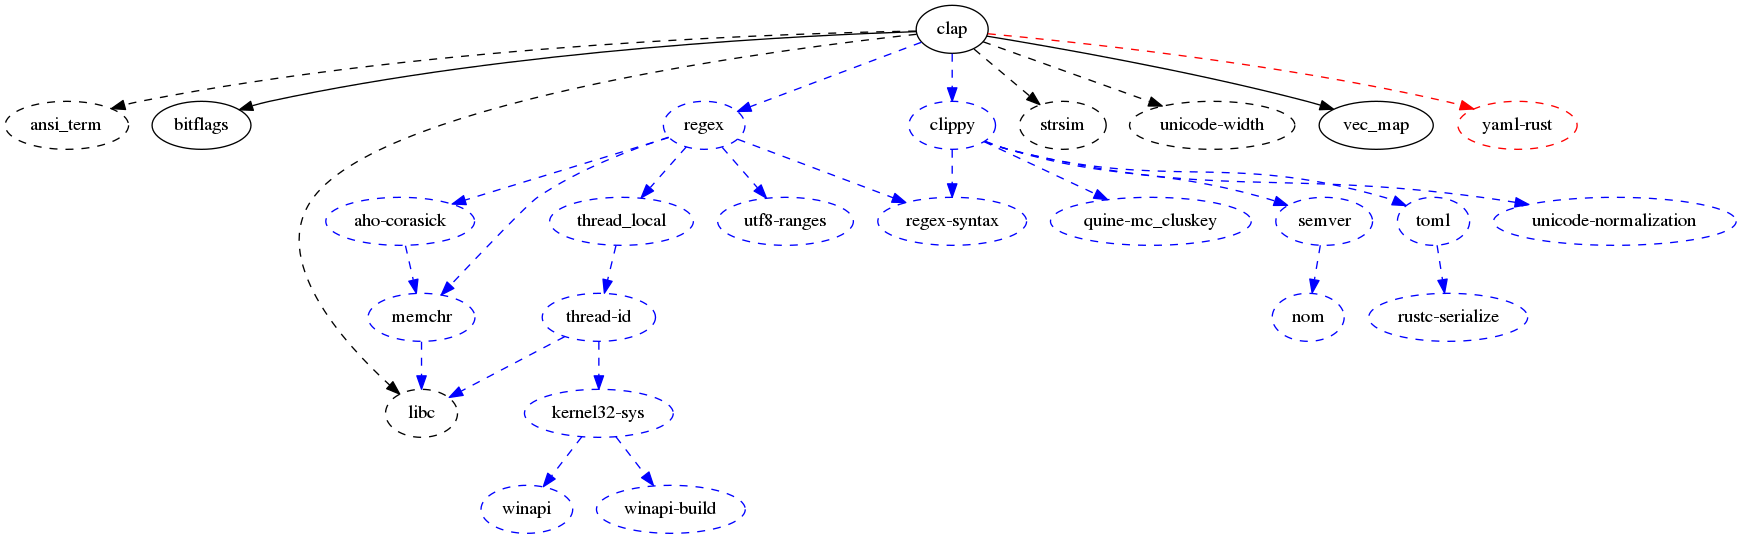 clap
ansi_term
bitflags
regex
clippy
strsim
unicode-width
vec_map
yaml-rust
aho-corasick
thread_local
utf8-ranges
regex-syntax
quine-mc_cluskey
semver
toml
unicode-normalization
memchr
thread-id
nom
rustc-serialize
libc
kernel32-sys
winapi
winapi-build